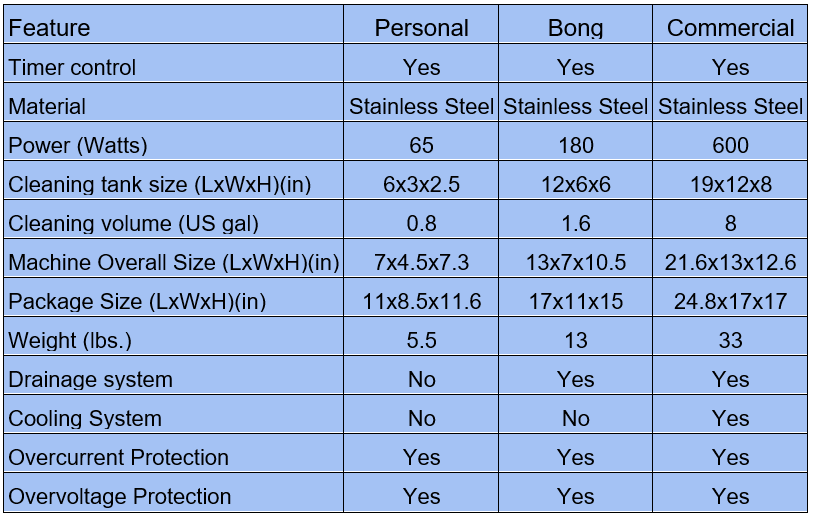 Feature Personal Bong Commercial
Timer control Yes Yes Yes
Material Stainless Steel Stainless Steel Stainless Steel
Power (Watts) 65 180 600
Cleaning tank size (LxWxH)(in) 6x3x2.5 12x6x6 19x12x8
Cleaning volume (US gal) 0.8 1.6 8
Machine Overall Size (LxWxH)(in) 7x4.5x7.3 13x7x10.5 21.6x13x12.6
Package Size (LxWxH)(in) 11x8.5x11.6 17x11x15 24.8x17x17
Weight (lbs.) 5.5 13 33
Drainage system No Yes Yes
Cooling System No No Yes
Overcurrent Protection Yes Yes Yes
Overvoltage Protection Yes Yes Yes